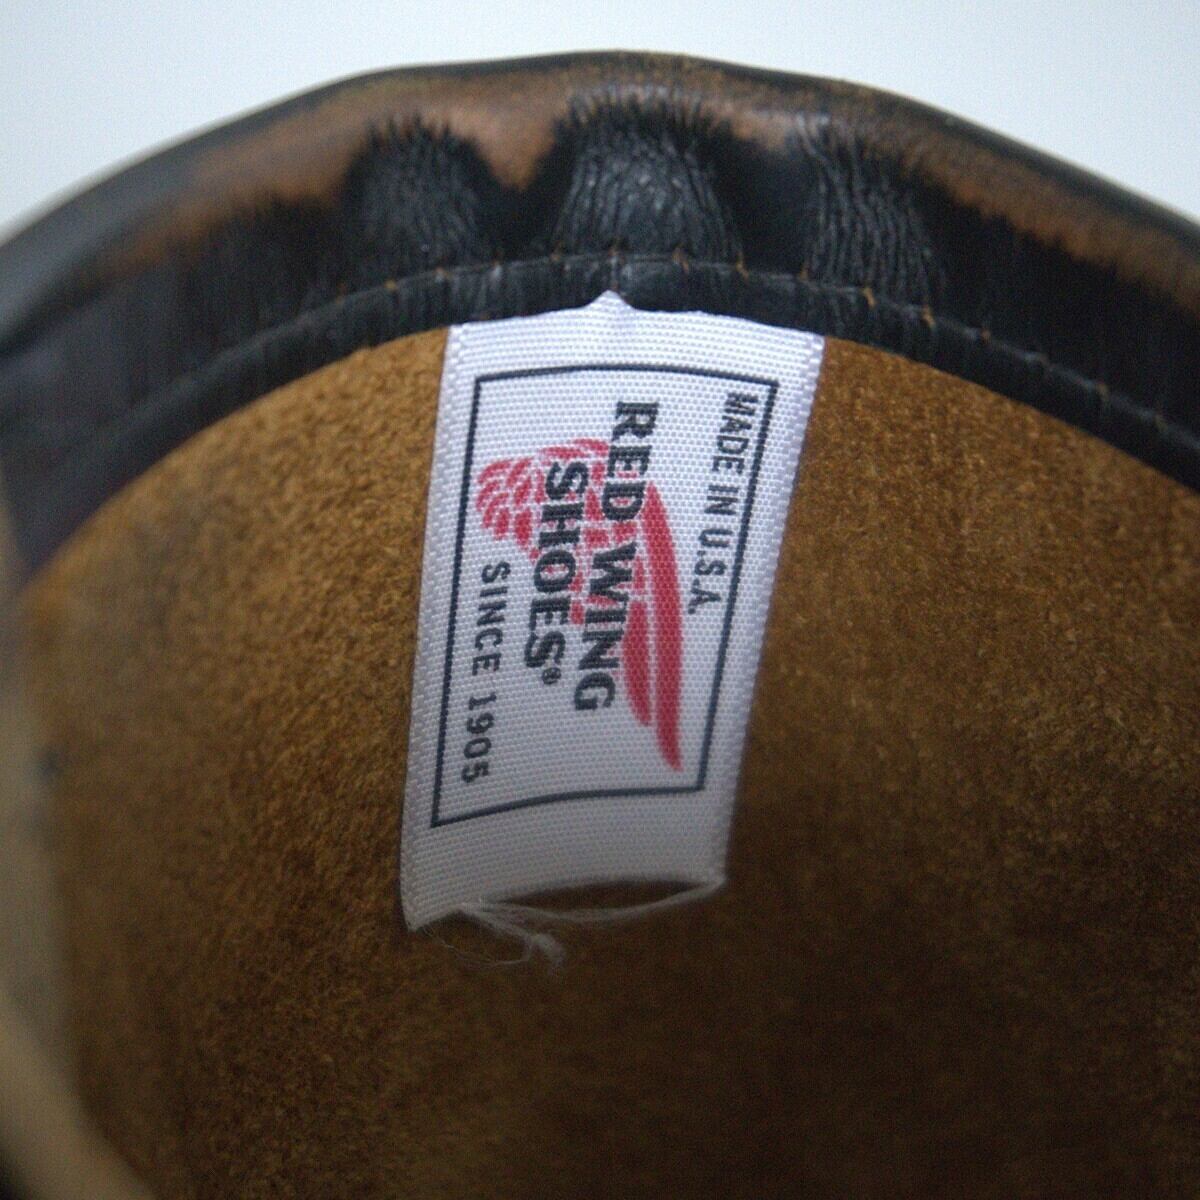 MADE IN U.S.A.
RED WING
SHOES®
SINCE 1905